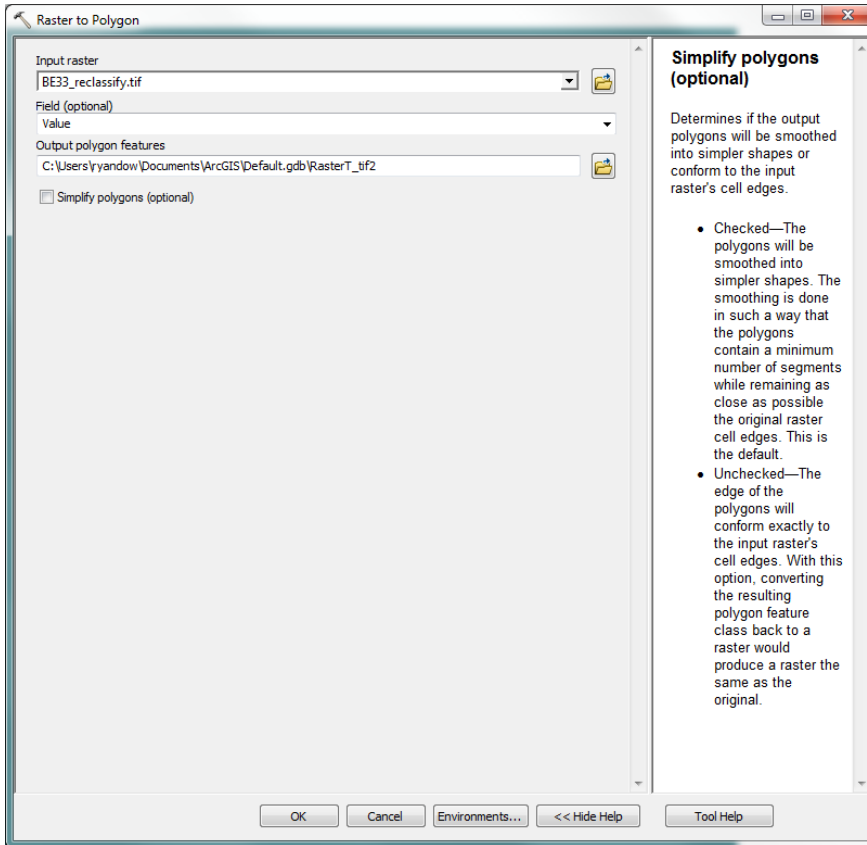 Raster to Polygon
Input raster
BE33_reclassify.tif
Field (optional)
Value
Output polygon features
C:\Users\ryandow\Documents\ArcGIS\Default.gdb\RasterT_tif2
Simplify polygons (optional)
Simplify polygons
(optional)
Determines if the output
polygons will be smoothed
into simpler shapes or
conform to the input
raster's cell edges.
• Checked—The
polygons will be
smoothed into
simpler shapes. The
smoothing is done
in such a way that
the polygons
contain a minimum
number of segments
while remaining as
close as possible
the original raster
cell edges. This is
the default.
• Unchecked—The
edge of the
polygons will
conform exactly to
the input raster's
cell edges. With this
option, converting
the resulting
polygon feature
class back to a
raster would
produce a raster the
same as the
original.
OK
Cancel
Environments...
<< Hide Help
Tool Help